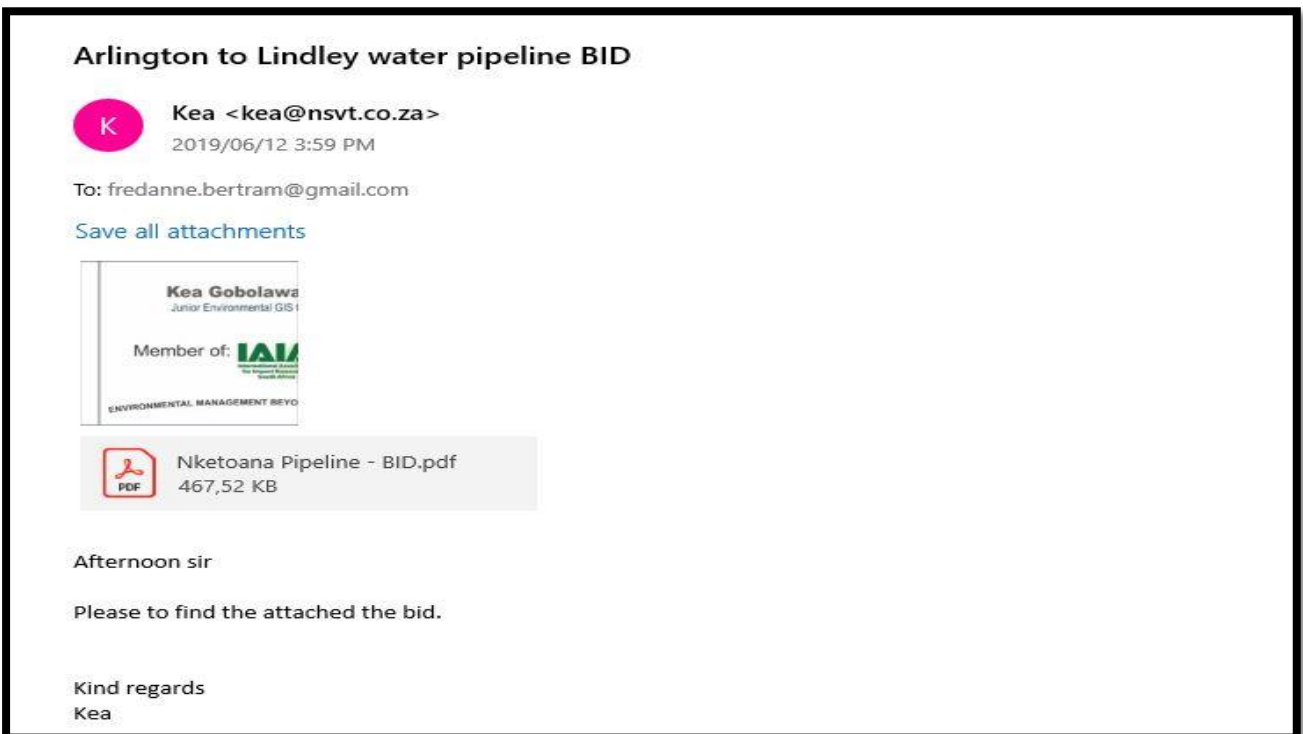 Arlington to Lindley water pipeline BID
K
Kea <kea@nsvt.co.za>
2019/06/12 3:59 PM
To: fredanne.bertram@gmail.com
Save all attachments
Kea Gobolawa
Junior Environmental GIS
Member of: IAIA
ENVIRONMENTAL MANAGEMENT BEYO
PDF
Nketoana Pipeline - BID.pdf
467,52 KB
Afternoon sir
Please to find the attached the bid.
Kind regards
Kea